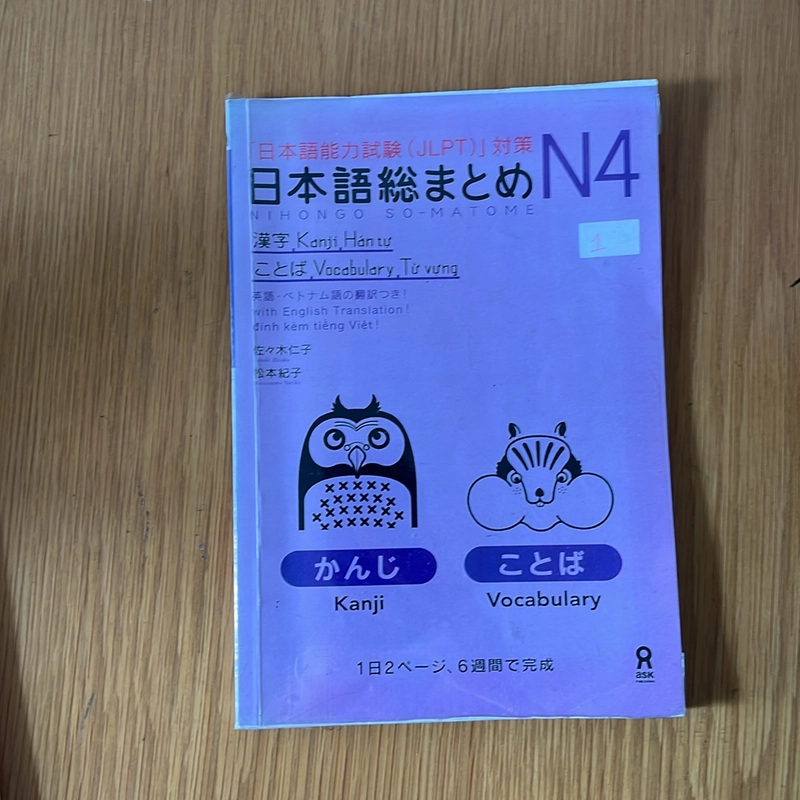 「日本語能力試験(JLPT)」対策
日本語総まとめ N4
NIHONGO SO-MATOME
漢字,Kanji,Hán tự
ことば,Vocabulary,Từ vựng
英語・ベトナム語の翻訳つき!
with English Translation!
đính kèm tiếng Việt!
1
佐々木仁子
松本紀子
かんじ
Kanji
ことば
Vocabulary
1日2ページ、6週間で完成
ask